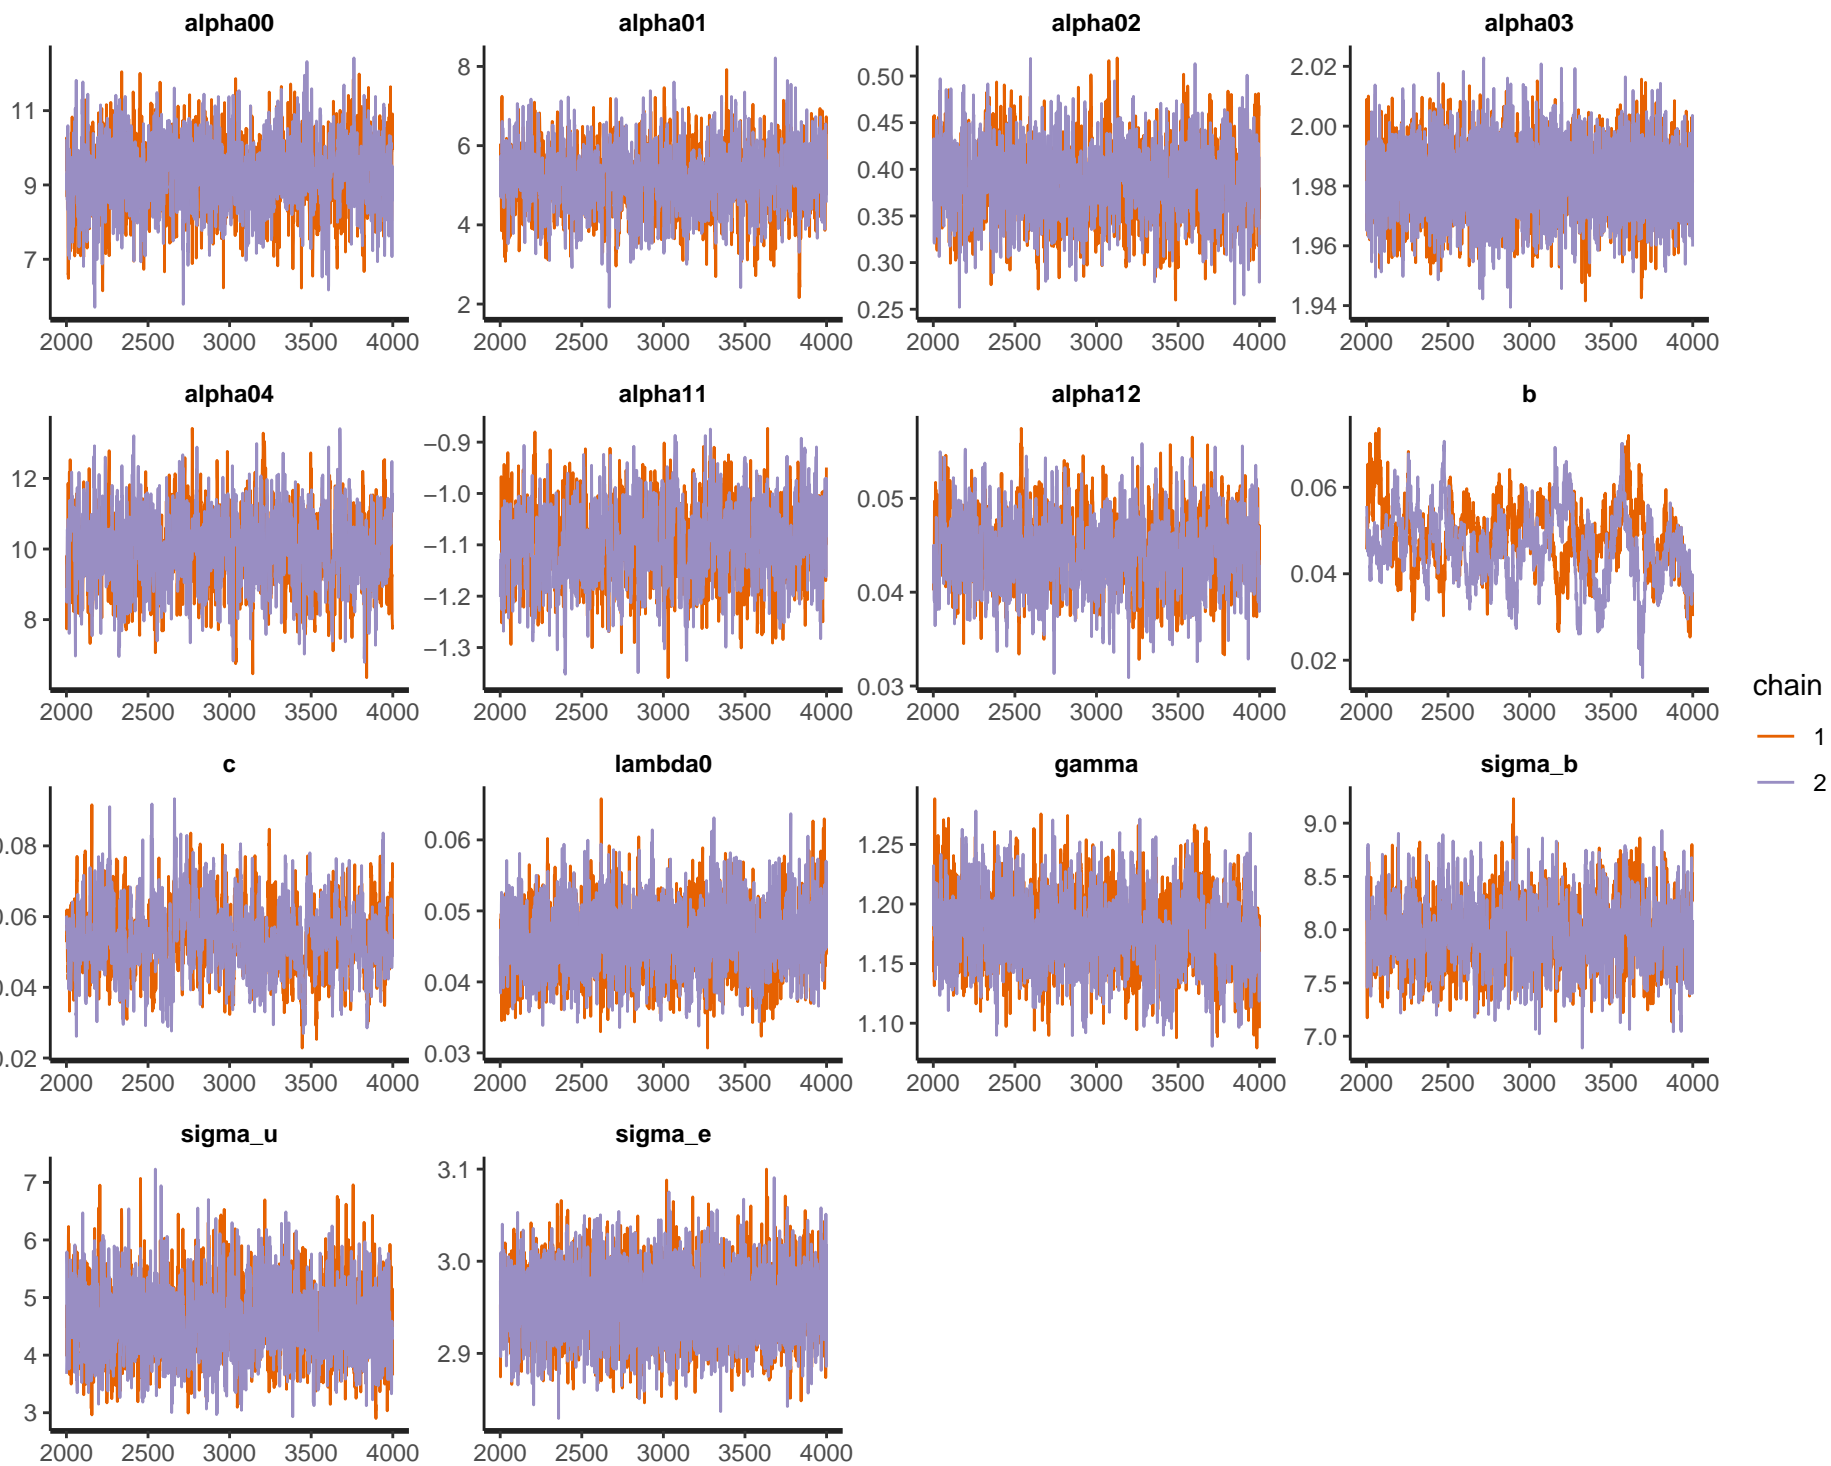 alpha00 alpha01 alpha02 alpha03
11 8 0.50 2.02
9 6 0.45 2.00
7 4 0.40 1.98
2 0.35 1.96
0.30 1.94
0.25
2000 2500 3000 3500 4000 2000 2500 3000 3500 4000 2000 2500 3000 3500 4000 2000 2500 3000 3500 4000
alpha04 alpha11 alpha12 b
12 −0.9 0.05 0.06
10 −1.0 0.04 0.04
8 −1.1 0.03 0.02
−1.2
−1.3
2000 2500 3000 3500 4000 2000 2500 3000 3500 4000 2000 2500 3000 3500 4000 2000 2500 3000 3500 4000
chain
1
2
c lambda0 gamma sigma_b
0.08 0.06 1.25 9.0
0.06 0.05 1.20 8.5
0.04 0.04 1.15 8.0
0.02 0.03 1.10 7.5
7.0
2000 2500 3000 3500 4000 2000 2500 3000 3500 4000 2000 2500 3000 3500 4000 2000 2500 3000 3500 4000
sigma_u sigma_e
7 3.1
6 3.0
5 2.9
4
3
2000 2500 3000 3500 4000 2000 2500 3000 3500 4000